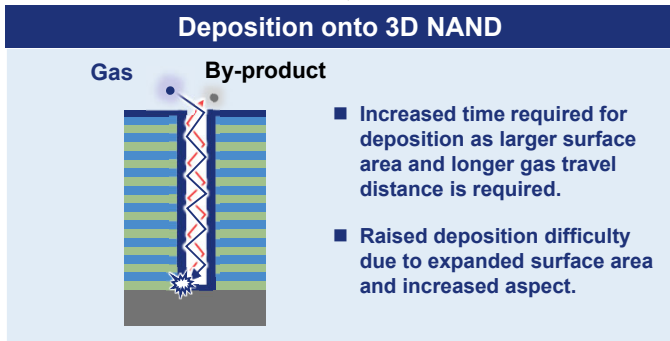 Deposition onto 3D NAND
Gas
By-product
■ Increased time required for
deposition as larger surface
area and longer gas travel
distance is required.
■ Raised deposition difficulty
due to expanded surface area
and increased aspect.